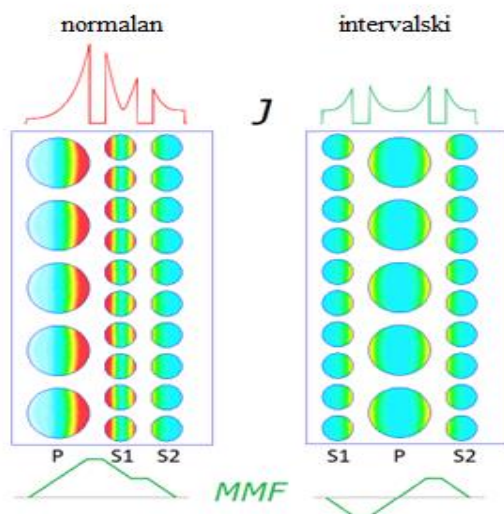 normalan intervalski
J
P S1 S2 S1 P S2
MMF